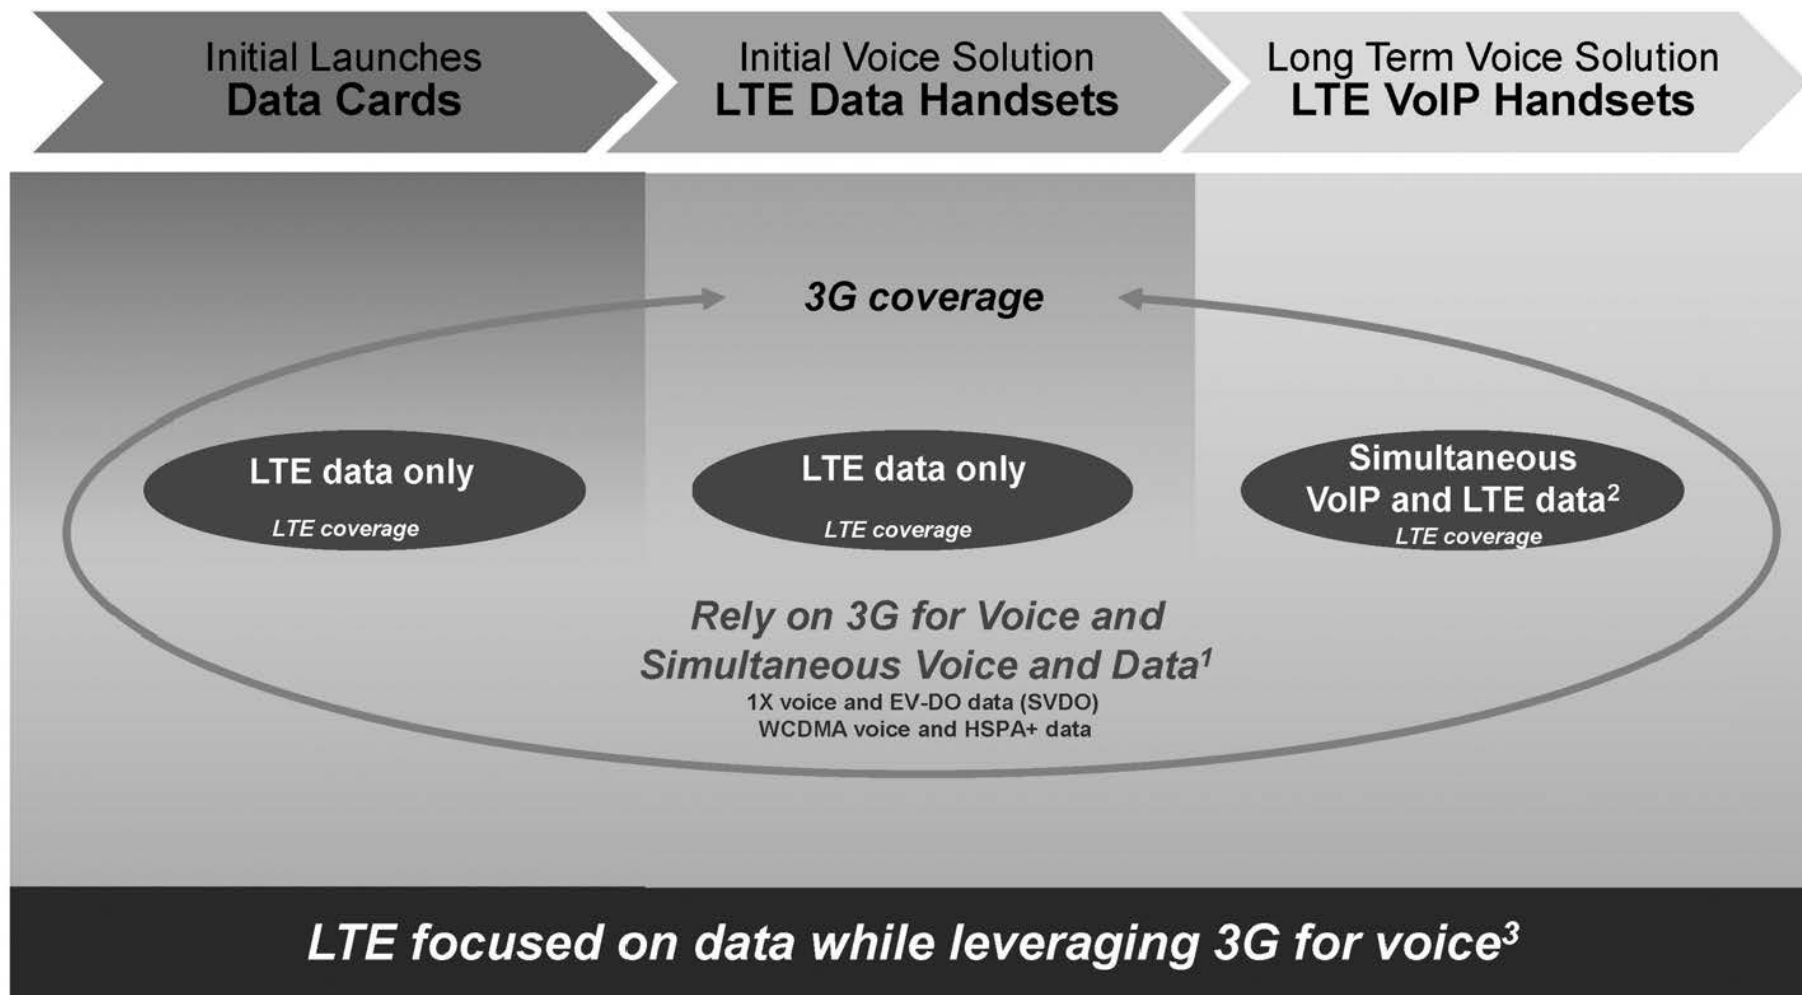 Initial Launches
Data Cards
Initial Voice Solution
LTE Data Handsets
Long Term Voice Solution
LTE VoIP Handsets
3G coverage
LTE data only
LTE coverage
LTE data only
LTE coverage
Simultaneous
VoIP and LTE data²
LTE coverage
Rely on 3G for Voice and
Simultaneous Voice and Data¹
1X voice and EV-DO data (SVDO)
WCDMA voice and HSPA+ data
LTE focused on data while leveraging 3G for voice³